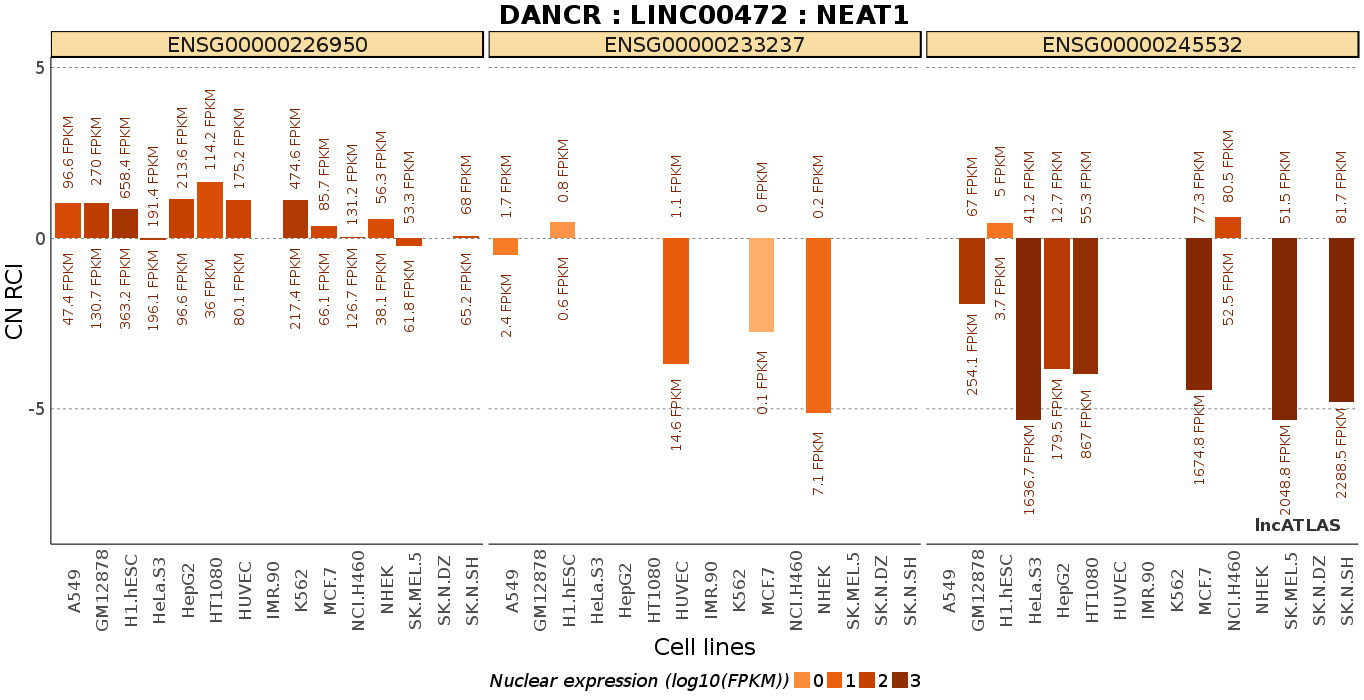 DANCR : LINC00472 : NEAT1
ENSG00000226950 ENSG00000233237 ENSG00000245532
CN RCI
5
0
-5
96.6 FPKM
270 FPKM
658.4 FPKM
191.4 FPKM
213.6 FPKM
114.2 FPKM
175.2 FPKM
474.6 FPKM
85.7 FPKM
131.2 FPKM
56.3 FPKM
53.3 FPKM
68 FPKM
47.4 FPKM
130.7 FPKM
363.2 FPKM
196.1 FPKM
96.6 FPKM
36 FPKM
80.1 FPKM
217.4 FPKM
66.1 FPKM
126.7 FPKM
38.1 FPKM
61.8 FPKM
65.2 FPKM
1.7 FPKM
0.8 FPKM
1.1 FPKM
0 FPKM
0.2 FPKM
2.4 FPKM
0.6 FPKM
14.6 FPKM
0.1 FPKM
7.1 FPKM
67 FPKM
5 FPKM
41.2 FPKM
12.7 FPKM
55.3 FPKM
77.3 FPKM
80.5 FPKM
51.5 FPKM
81.7 FPKM
254.1 FPKM
3.7 FPKM
1636.7 FPKM
179.5 FPKM
867 FPKM
1674.8 FPKM
52.5 FPKM
2048.8 FPKM
2288.5 FPKM
lncATLAS
A549
GM12878
H1.hESC
HeLa.S3
HepG2
HT1080
HUVEC
IMR.90
K562
MCF.7
NCI.H460
NHEK
SK.MEL.5
SK.N.DZ
SK.N.SH
A549
GM12878
H1.hESC
HeLa.S3
HepG2
HT1080
HUVEC
IMR.90
K562
MCF.7
NCI.H460
NHEK
SK.MEL.5
SK.N.DZ
SK.N.SH
A549
GM12878
H1.hESC
HeLa.S3
HepG2
HT1080
HUVEC
IMR.90
K562
MCF.7
NCI.H460
NHEK
SK.MEL.5
SK.N.DZ
SK.N.SH
Cell lines
Nuclear expression (log10(FPKM)) 0 1 2 3